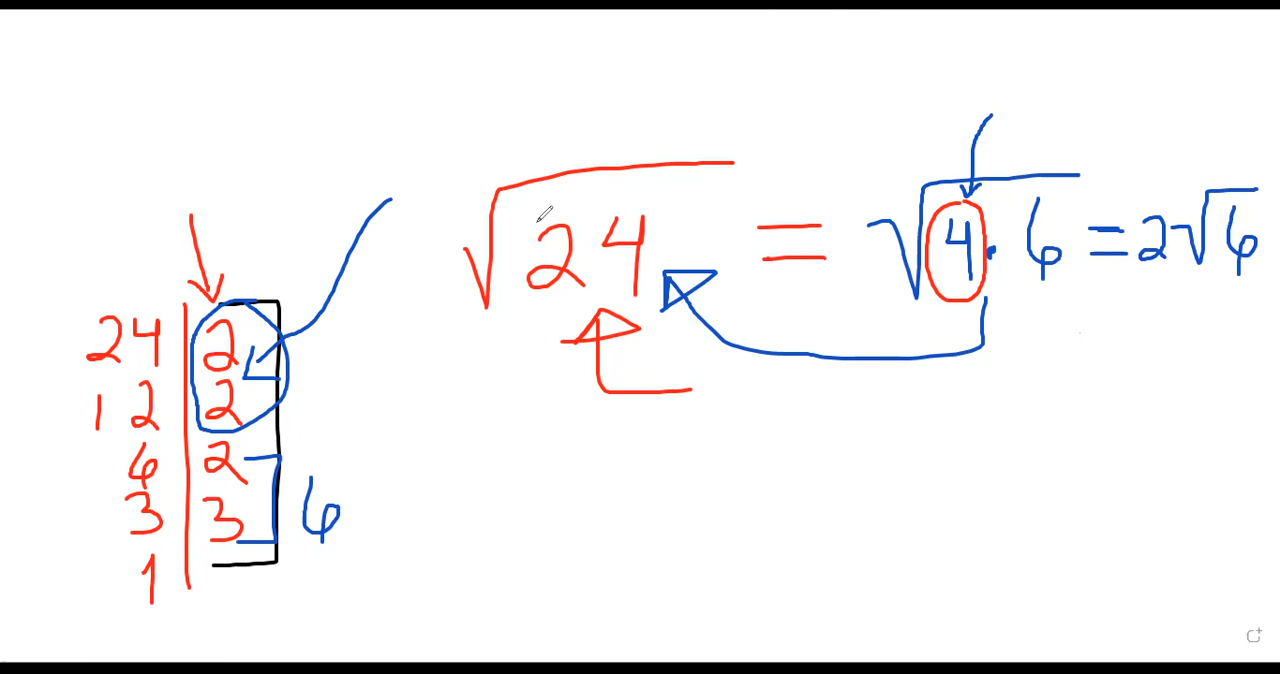 √24 = √4·6 = 2√6
24 | 2
12 | 2
6 | 2
3 | 3
1
6